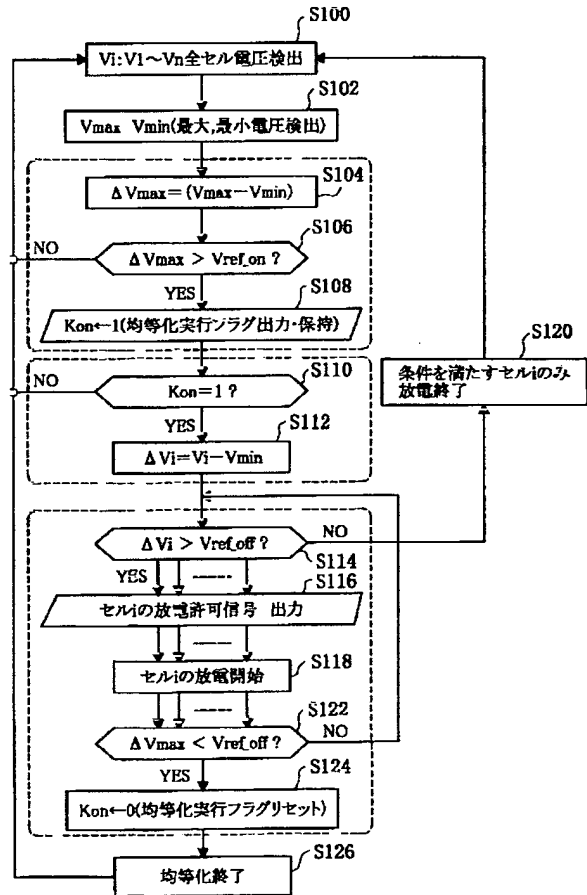 S100
Vi:V1～Vn全セル電圧検出
S102
Vmax Vmin(最大,最小電圧検出)
S104
ΔVmax＝(Vmax－Vmin)
S106
NO
ΔVmax > Vref_on ?
YES
S108
Kon←1(均等化実行ンラグ出力・保持)
S110
NO
Kon＝1 ?
YES
S112
ΔVi＝Vi－Vmin
S120
条件を満たすセルiのみ
放電終了
NO
ΔVi > Vref_off ?
S114
YES
S116
セルiの放電許可信号 出力
S118
セルiの放電開始
S122
NO
ΔVmax < Vref_off ?
YES
S124
Kon←0(均等化実行フラグリセット)
S126
均等化終了